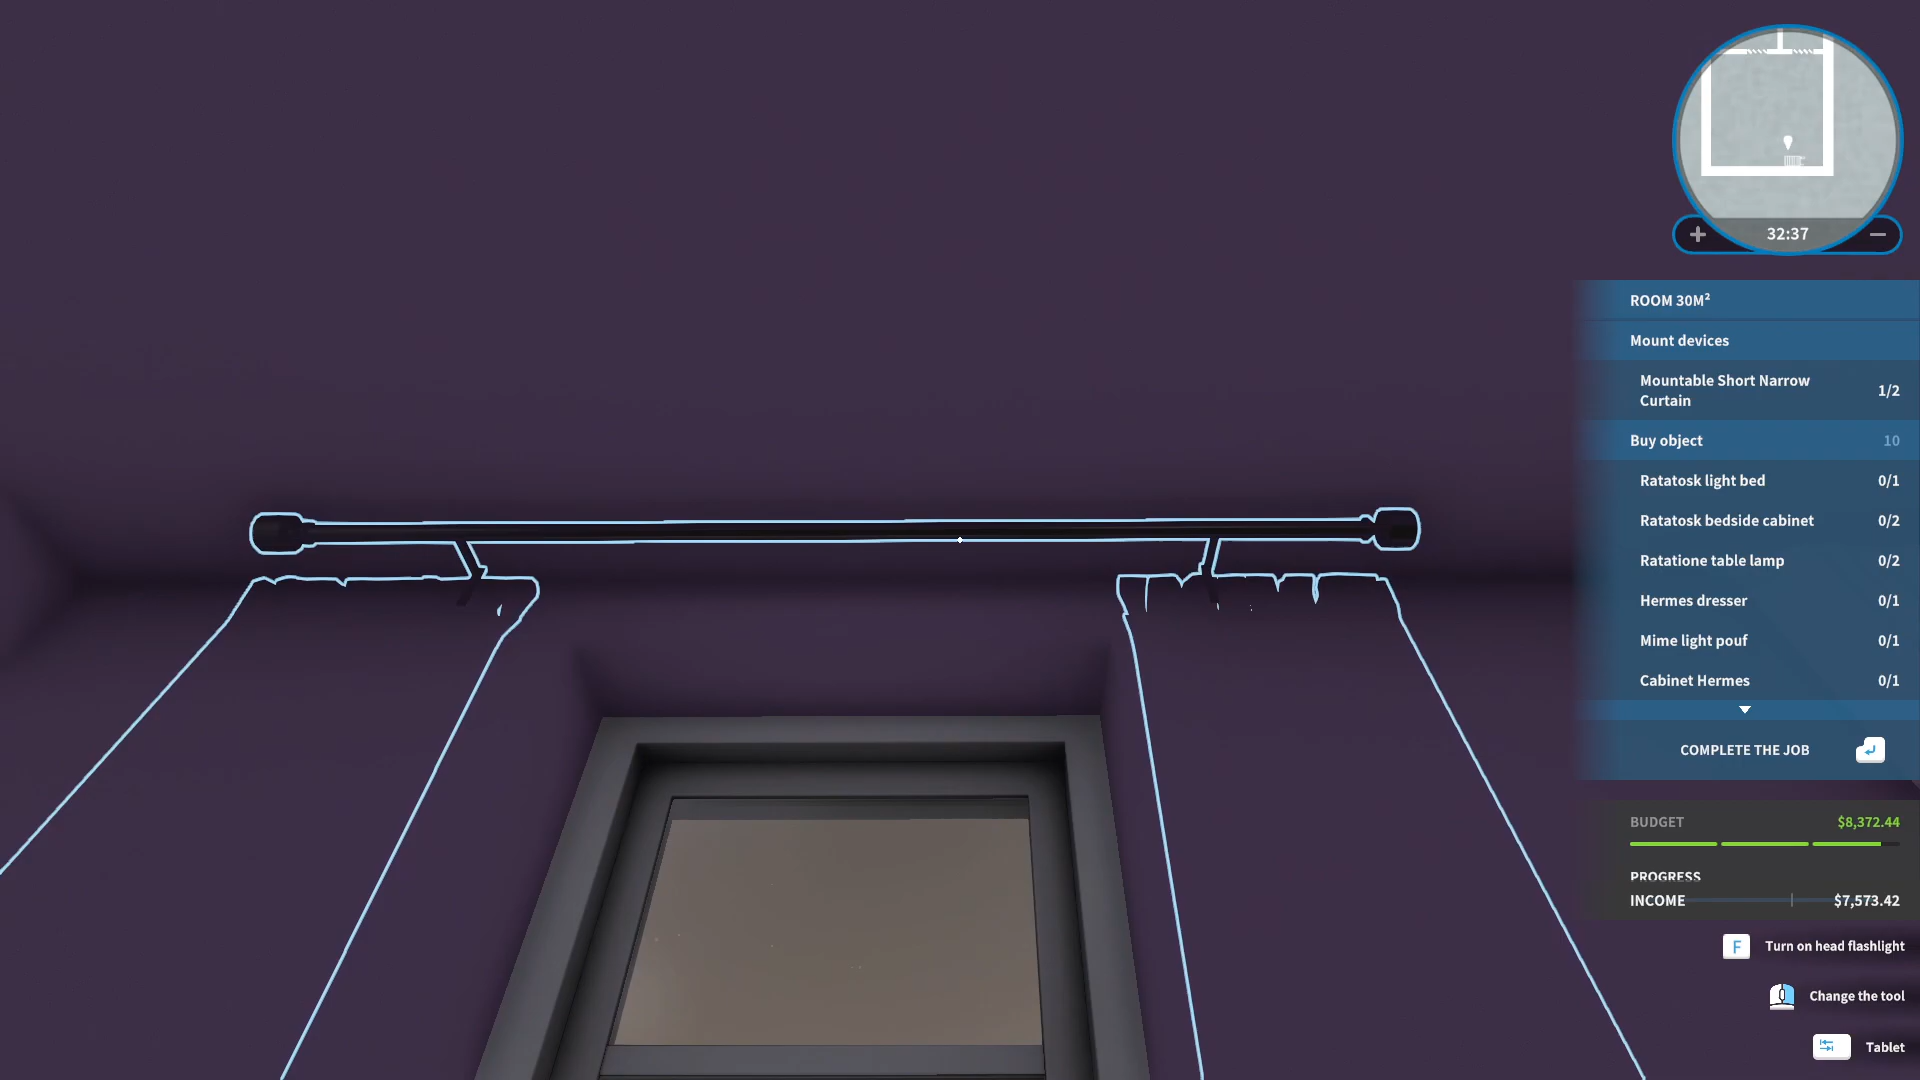 32:37
ROOM 30M²
Mount devices
Mountable Short Narrow 1/2
Curtain
Buy object 10
Ratatosk light bed 0/1
Ratatosk bedside cabinet 0/2
Ratatione table lamp 0/2
Hermes dresser 0/1
Mime light pouf 0/1
Cabinet Hermes 0/1
COMPLETE THE JOB
BUDGET $8,372.44
PROGRESS
INCOME $7,573.42
F Turn on head flashlight
Change the tool
Tablet